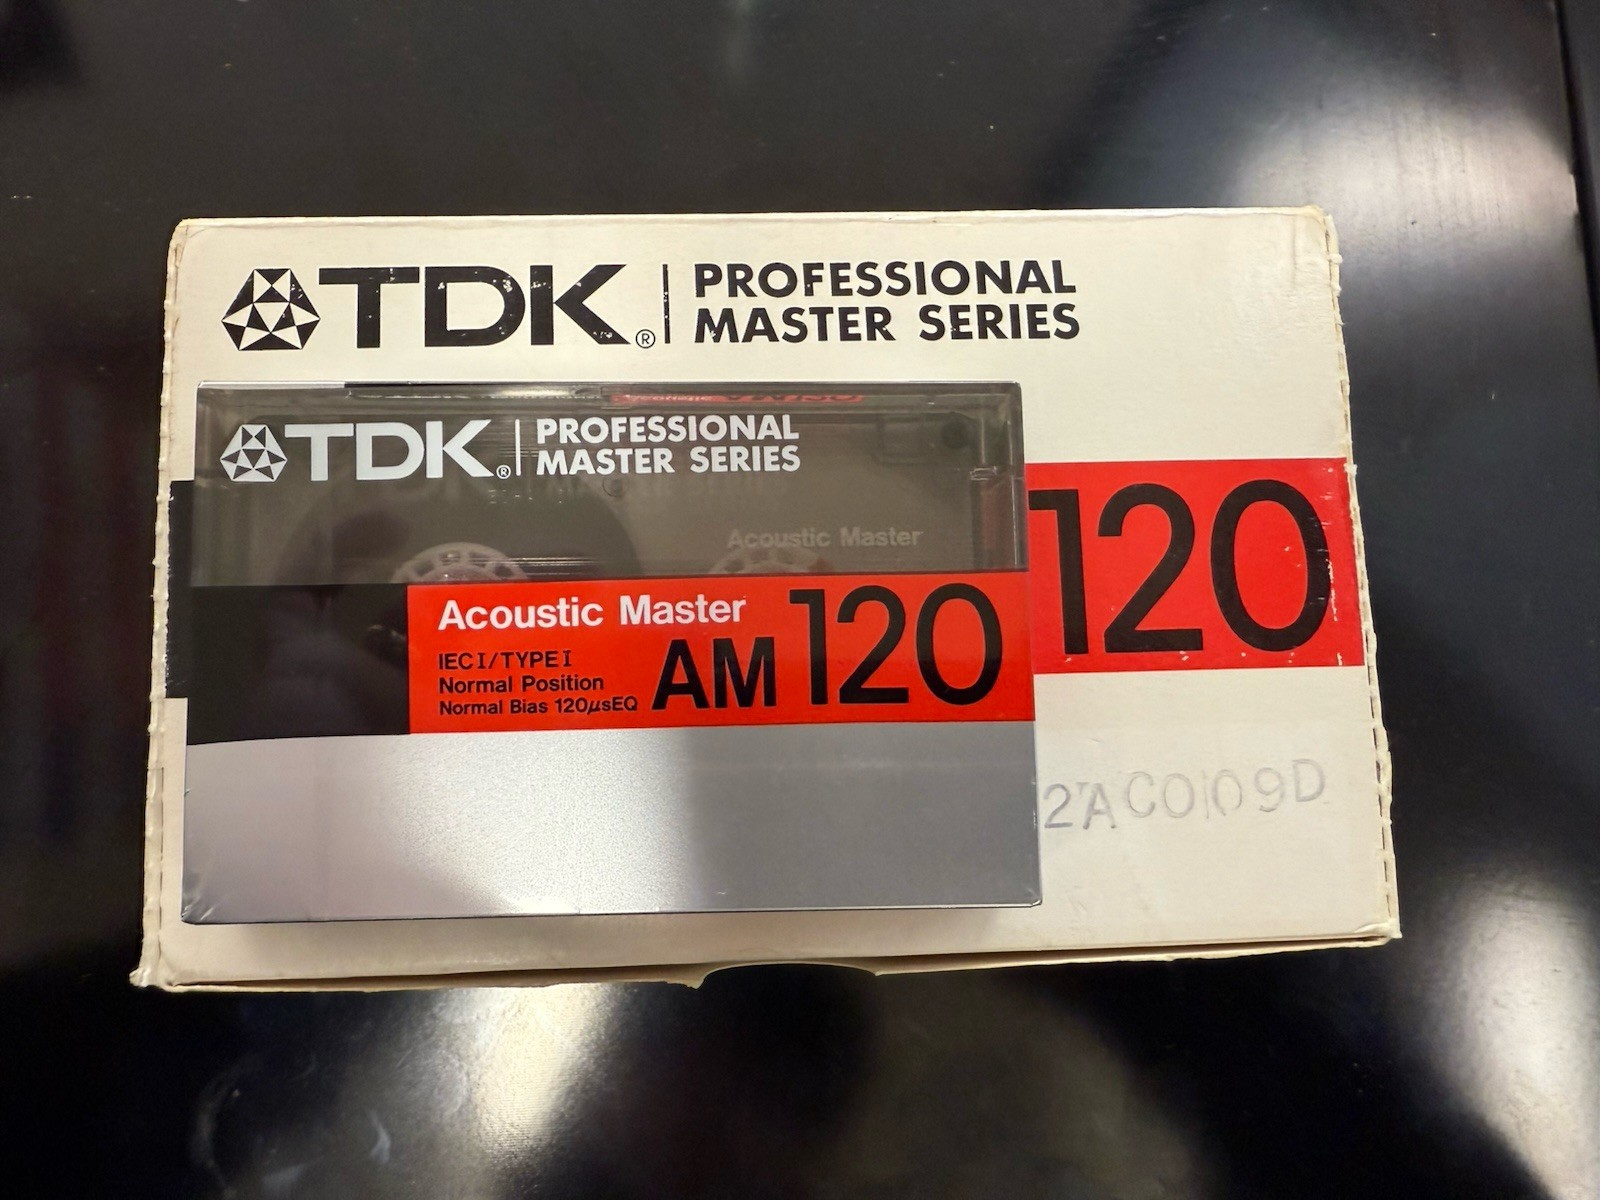 TDK® PROFESSIONAL
MASTER SERIES
TDK® PROFESSIONAL
MASTER SERIES
Acoustic Master
Acoustic Master
IEC I/TYPE I
Normal Position
Normal Bias 120μsEQ
AM 120
120
2ACO109D